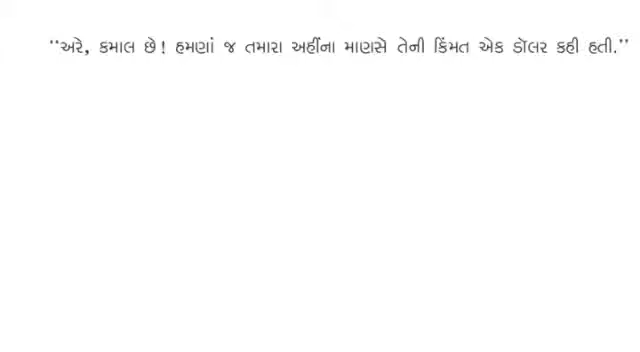 "અરે, કમાલ છે! હમણાં જ તમારા અહીંના માણસે તેની કિંમત એક ડૉલર કહી હતી."